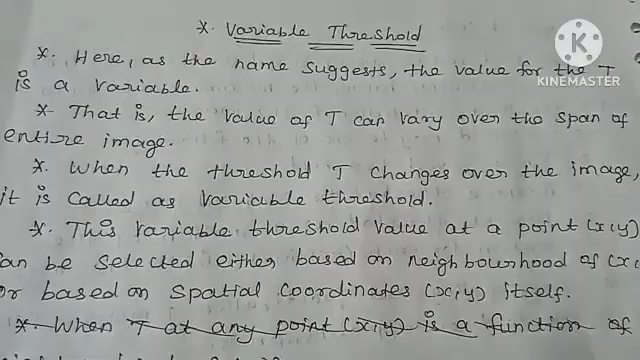 *. Variable Threshold
*. Here, as the name suggests, the value for the T
is a variable.
K
KINEMASTER
*. That is, the value of T can vary over the span of
entire image.
*. When the threshold T changes over the image,
it is called as variable threshold.
*. This variable threshold value at a point (x,y)
an be selected either based on neighbourhood of (x,
or based on spatial coordinates (x,y) itself.
*. When T at any point (x,y) is a function of